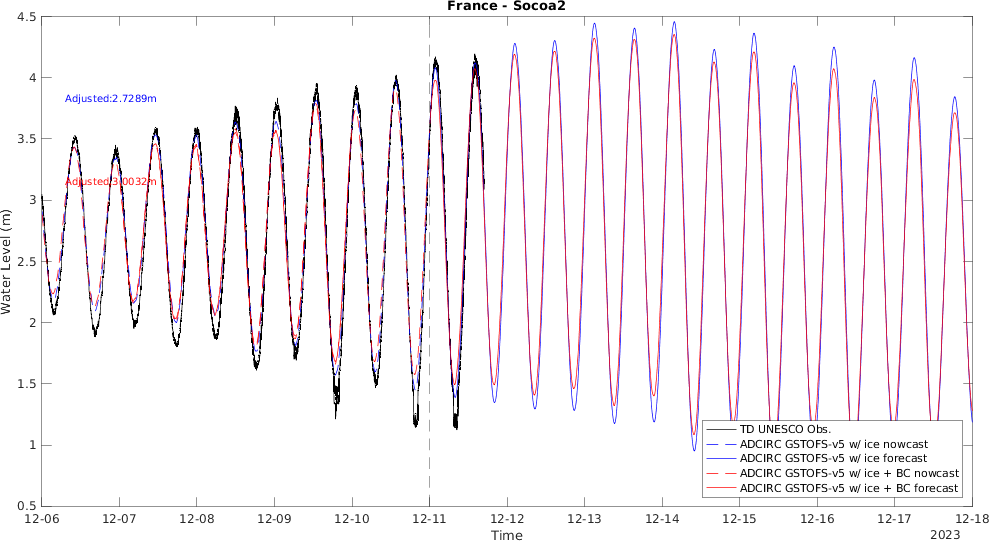 France - Socoa2
4.5
4
3.5
3
2.5
2
1.5
1
0.5
Water Level (m)
Adjusted:2.7289m
Adjusted:3.0032m
TD UNESCO Obs.
ADCIRC GSTOFS-v5 w/ ice nowcast
ADCIRC GSTOFS-v5 w/ ice forecast
ADCIRC GSTOFS-v5 w/ ice + BC nowcast
ADCIRC GSTOFS-v5 w/ ice + BC forecast
12-06 12-07 12-08 12-09 12-10 12-11 12-12 12-13 12-14 12-15 12-16 12-17 12-18
Time
2023